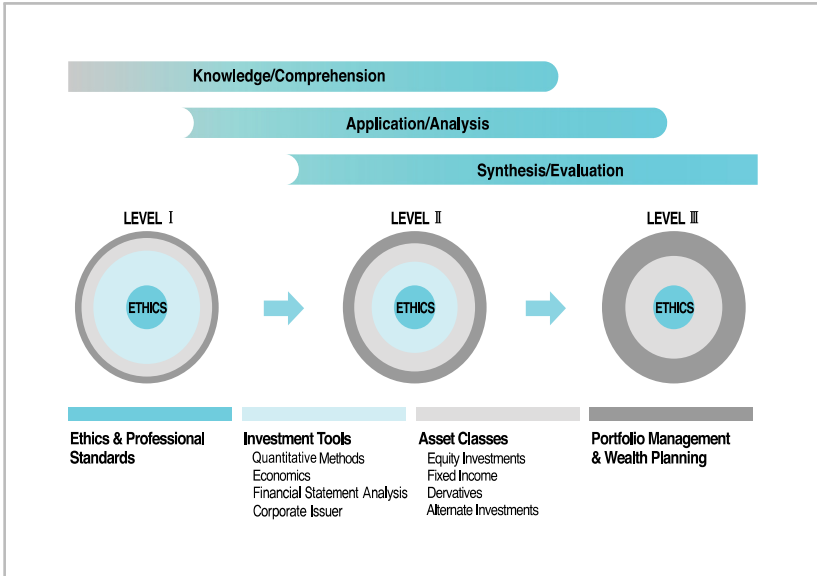 Knowledge/Comprehension
Application/Analysis
Synthesis/Evaluation
LEVEL Ⅰ
LEVEL Ⅱ
LEVEL Ⅲ
ETHICS
ETHICS
ETHICS
Ethics & Professional
Standards
Investment Tools
Quantitative Methods
Economics
Financial Statement Analysis
Corporate Issuer
Asset Classes
Equity Investments
Fixed Income
Dervatives
Alternate Investments
Portfolio Management
& Wealth Planning